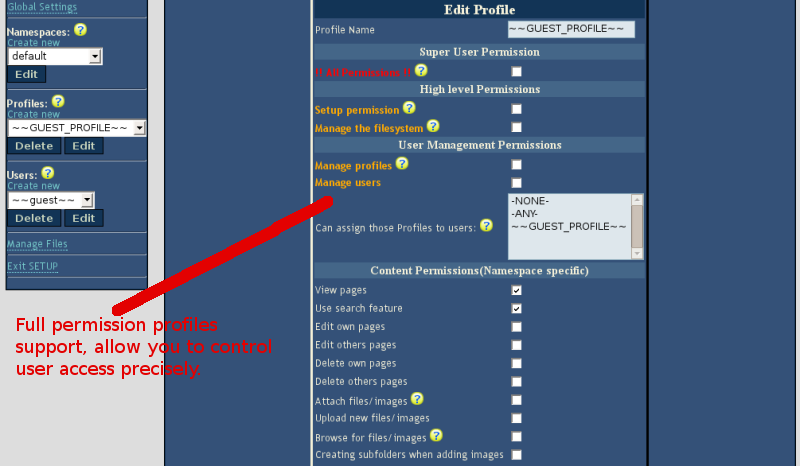 Global Settings
Namespaces:
Create new
default
Edit
Profiles:
Create new
~~GUEST_PROFILE~~
Delete Edit
Users:
Create new
~~guest~~
Delete Edit
Manage Files
Exit SETUP
Full permission profiles
support, allow you to control
user access precisely.
Edit Profile
Profile Name ~~GUEST_PROFILE~~
Super User Permission
!! All Permissions !!
High level Permissions
Setup permission
Manage the filesystem
User Management Permissions
Manage profiles
Manage users
Can assign those Profiles to users:
-NONE-
-ANY-
~~GUEST_PROFILE~~
Content Permissions(Namespace specific)
View pages
Use search feature
Edit own pages
Edit others pages
Delete own pages
Delete others pages
Attach files/images
Upload new files/images
Browse for files/images
Creating subfolders when adding images